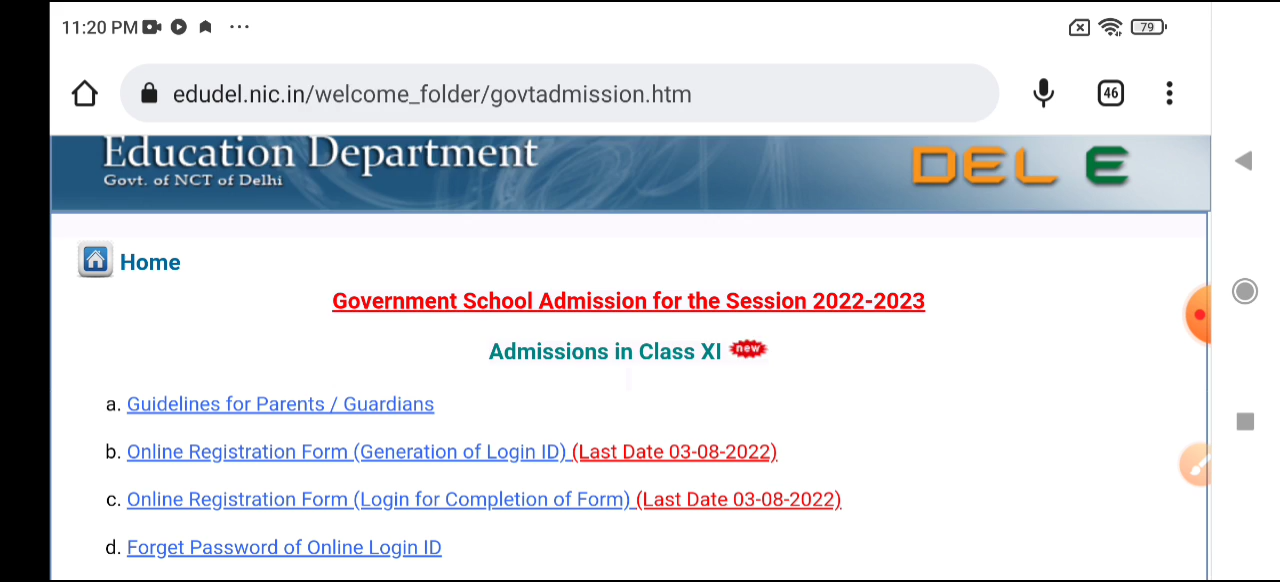 11:20 PM
79
edudel.nic.in/welcome_folder/govtadmission.htm
46
Education Department
Govt. of NCT of Delhi
DEL E
Home
Government School Admission for the Session 2022-2023
Admissions in Class XI new
a. Guidelines for Parents / Guardians
b. Online Registration Form (Generation of Login ID) (Last Date 03-08-2022)
c. Online Registration Form (Login for Completion of Form) (Last Date 03-08-2022)
d. Forget Password of Online Login ID